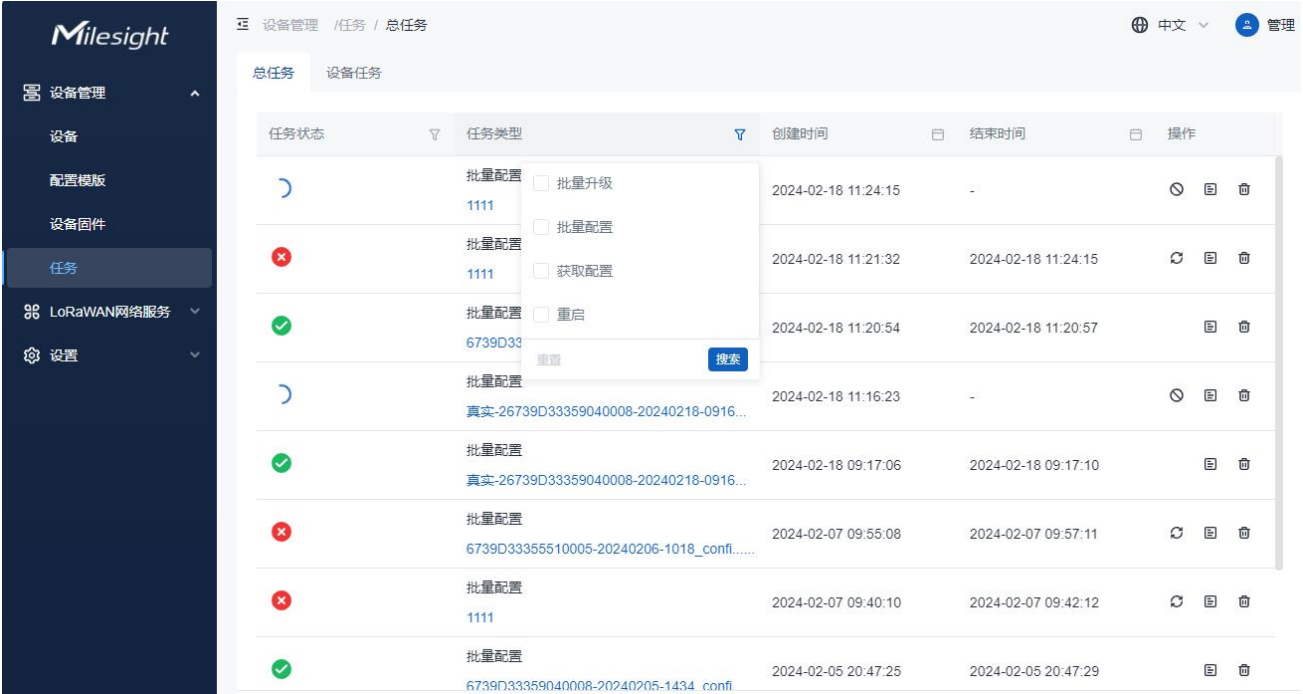 Milesight
设备管理 /任务 / 总任务
中文
管理
设备管理
设备
配置模版
设备固件
任务
LoRaWAN网络服务
设置
总任务 设备任务
任务状态 任务类型 创建时间 结束时间 操作
批量配置
1111
2024-02-18 11:24:15 -
批量配置
1111
2024-02-18 11:21:32 2024-02-18 11:24:15
批量配置
6739D33
2024-02-18 11:20:54 2024-02-18 11:20:57
批量升级
批量配置
获取配置
重启
重置 搜索
批量配置
真实-26739D33359040008-20240218-0916...
2024-02-18 11:16:23 -
批量配置
真实-26739D33359040008-20240218-0916...
2024-02-18 09:17:06 2024-02-18 09:17:10
批量配置
6739D33355510005-20240206-1018_confi......
2024-02-07 09:55:08 2024-02-07 09:57:11
批量配置
1111
2024-02-07 09:40:10 2024-02-07 09:42:12
批量配置
6739D33359040008-20240205-1434_confi
2024-02-05 20:47:25 2024-02-05 20:47:29